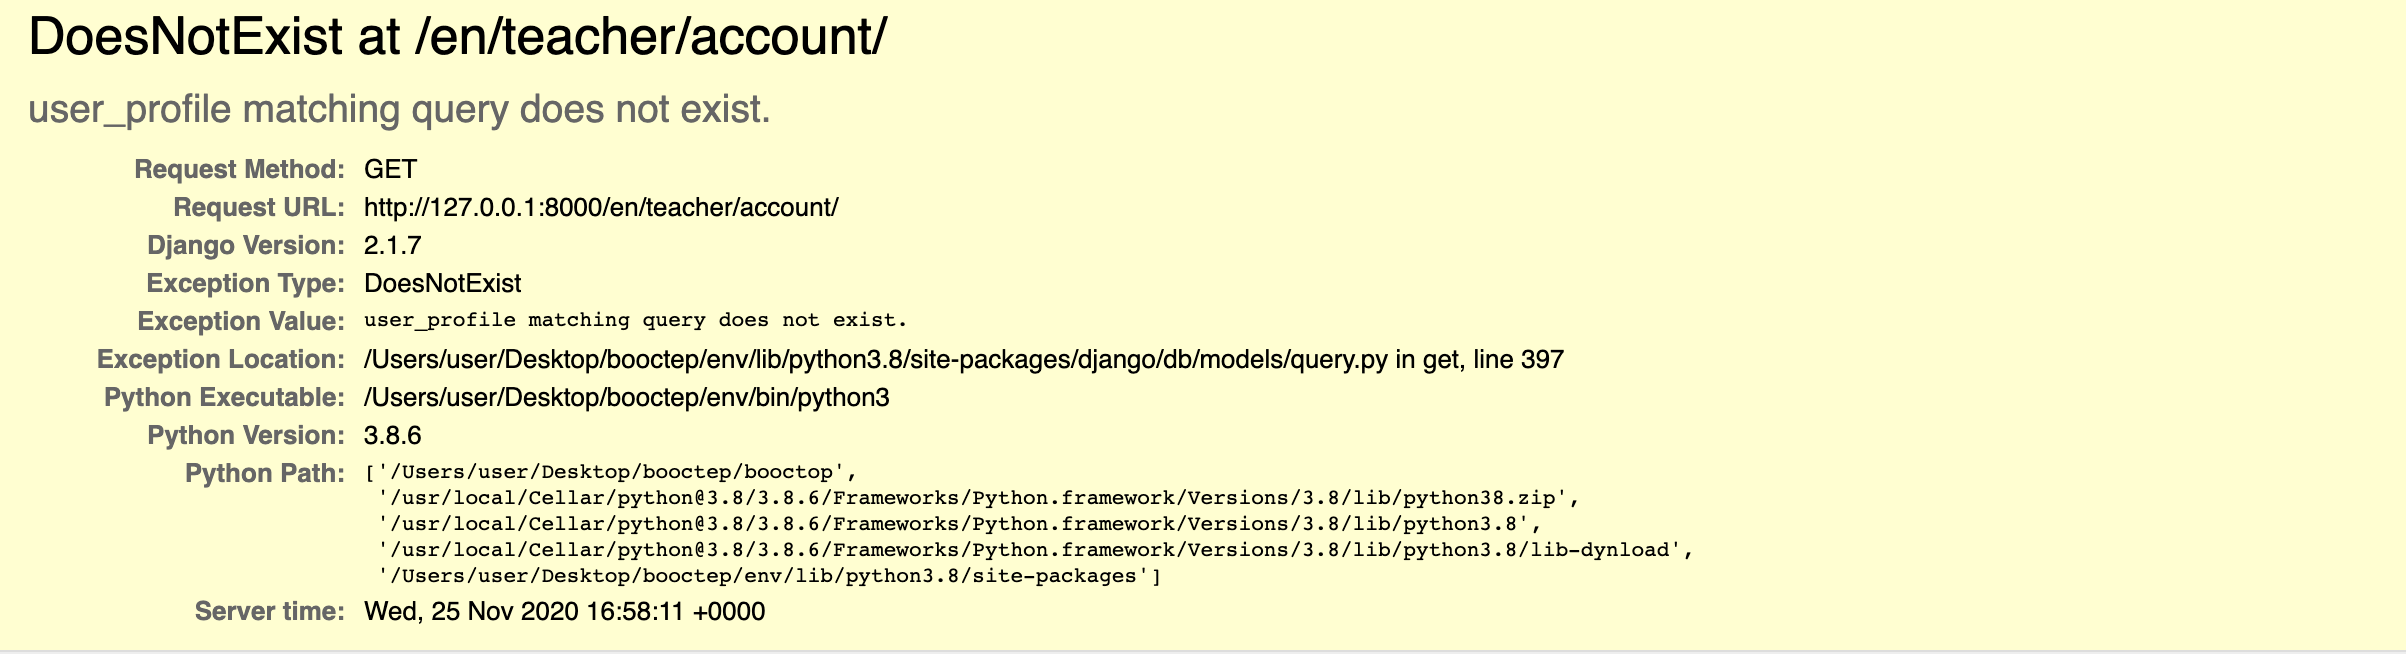 DoesNotExist at /en/teacher/account/
user_profile matching query does not exist.
Request Method: GET
Request URL: http://127.0.0.1:8000/en/teacher/account/
Django Version: 2.1.7
Exception Type: DoesNotExist
Exception Value: user_profile matching query does not exist.
Exception Location: /Users/user/Desktop/booctep/env/lib/python3.8/site-packages/django/db/models/query.py in get, line 397
Python Executable: /Users/user/Desktop/booctep/env/bin/python3
Python Version: 3.8.6
Python Path: ['/Users/user/Desktop/booctep/booctop',
'/usr/local/Cellar/python@3.8/3.8.6/Frameworks/Python.framework/Versions/3.8/lib/python38.zip',
'/usr/local/Cellar/python@3.8/3.8.6/Frameworks/Python.framework/Versions/3.8/lib/python3.8',
'/usr/local/Cellar/python@3.8/3.8.6/Frameworks/Python.framework/Versions/3.8/lib/python3.8/lib-dynload',
'/Users/user/Desktop/booctep/env/lib/python3.8/site-packages']
Server time: Wed, 25 Nov 2020 16:58:11 +0000